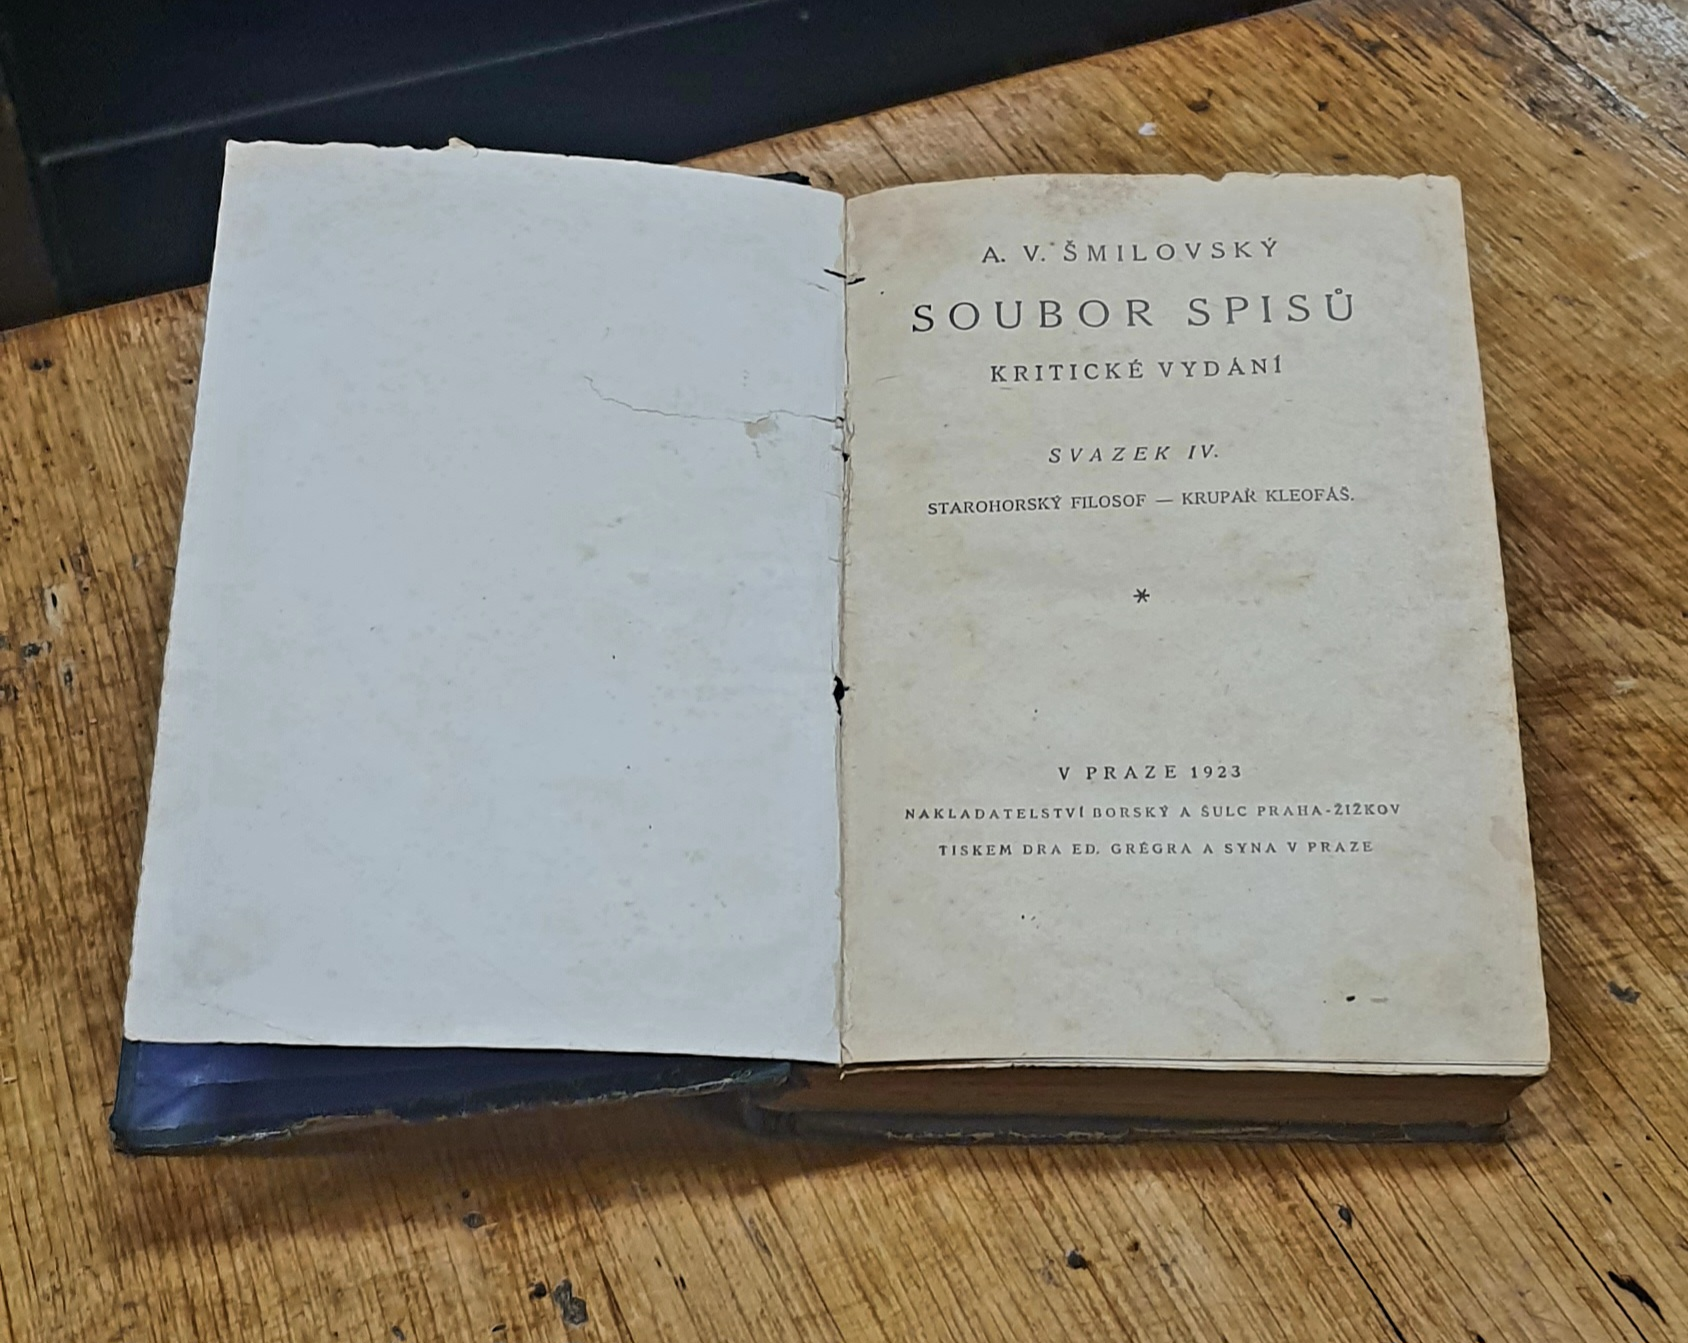 A. V. ŠMILOVSKÝ
SOUBOR SPISŮ
KRITICKÉ VYDÁNÍ
SVAZEK IV.
STAROHORSKÝ FILOSOF — KRUPAŘ KLEOFÁŠ.
*
V PRAZE 1923
NAKLADATELSTVÍ BORSKÝ A ŠULC PRAHA-ŽIŽKOV
TISKEM DRA ED. GRÉGRA A SYNA V PRAZE